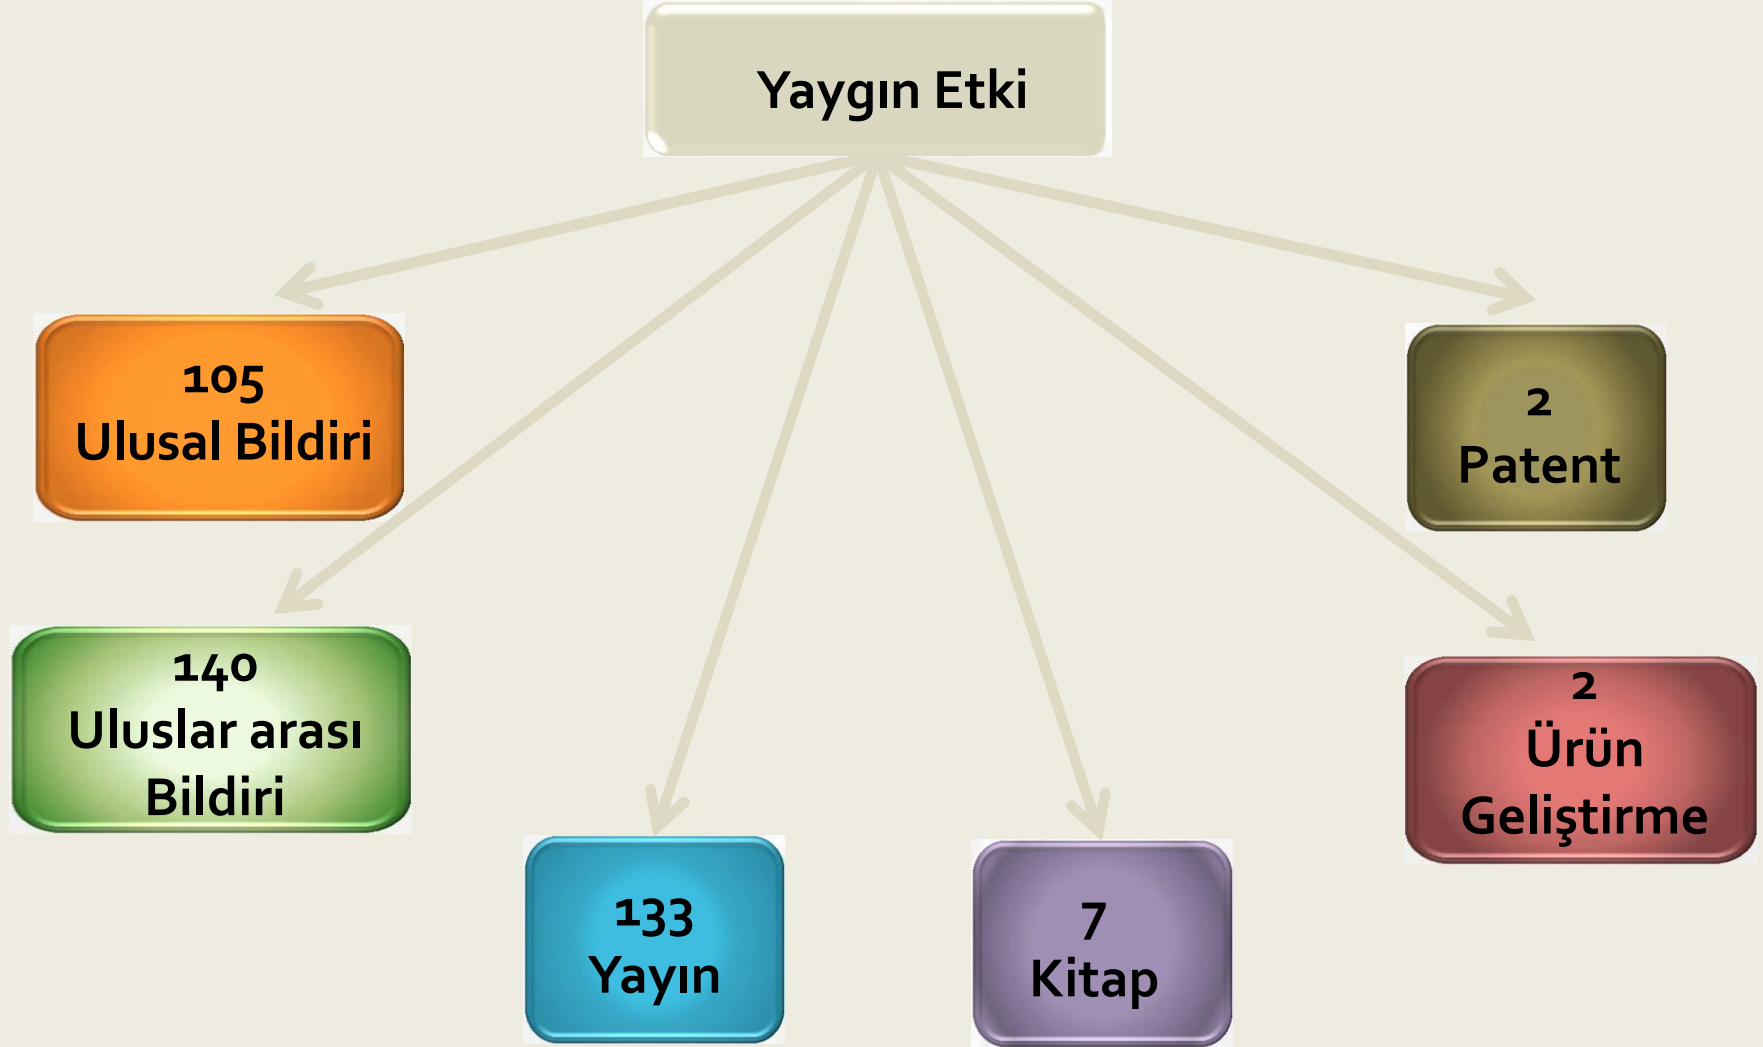 Yaygın Etki
105
Ulusal Bildiri
2
Patent
140
Uluslar arası
Bildiri
2
Ürün
Geliştirme
133
Yayın
7
Kitap